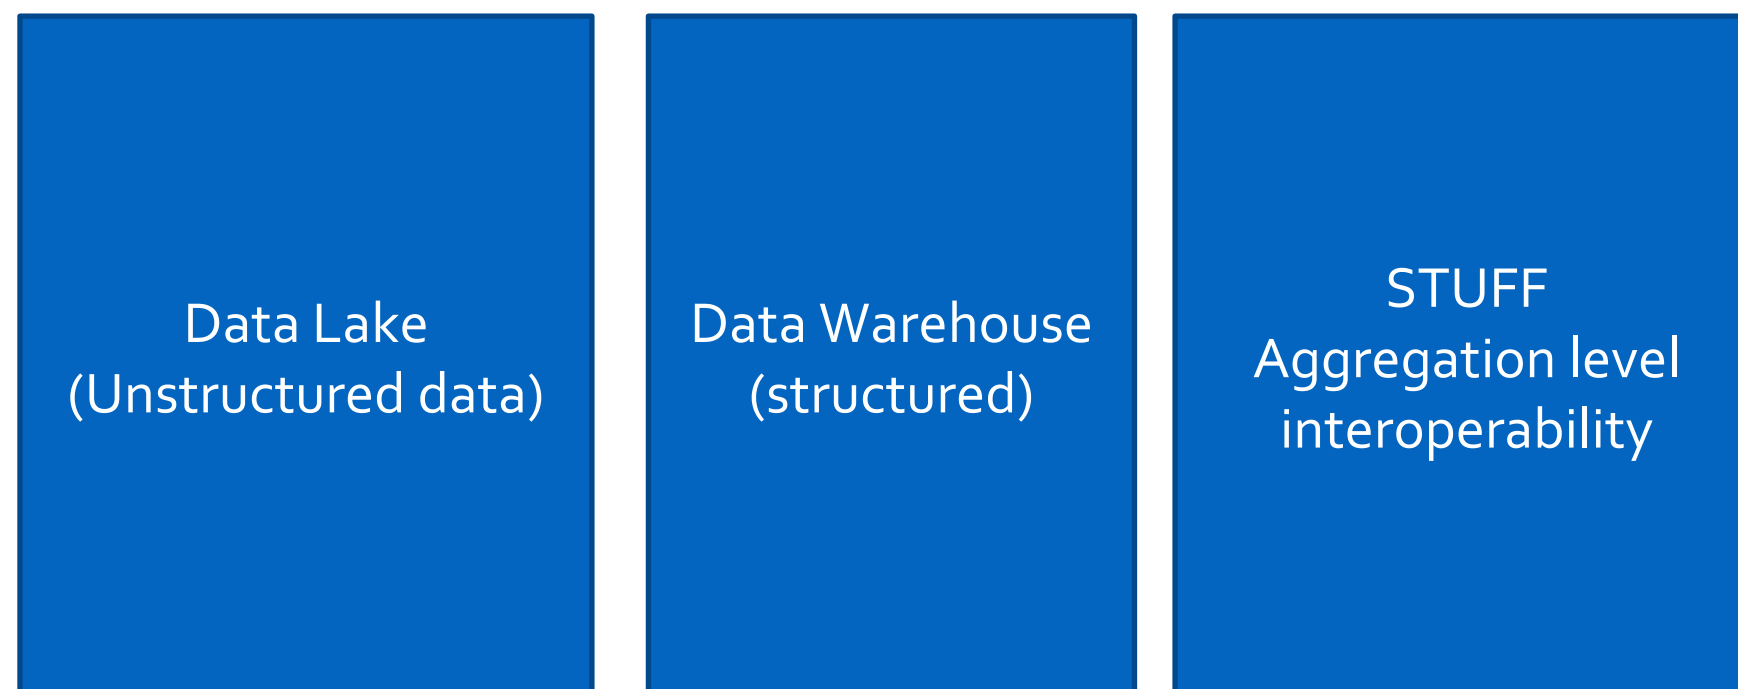 Data Lake
(Unstructured data)
Data Warehouse
(structured)
STUFF
Aggregation level
interoperability